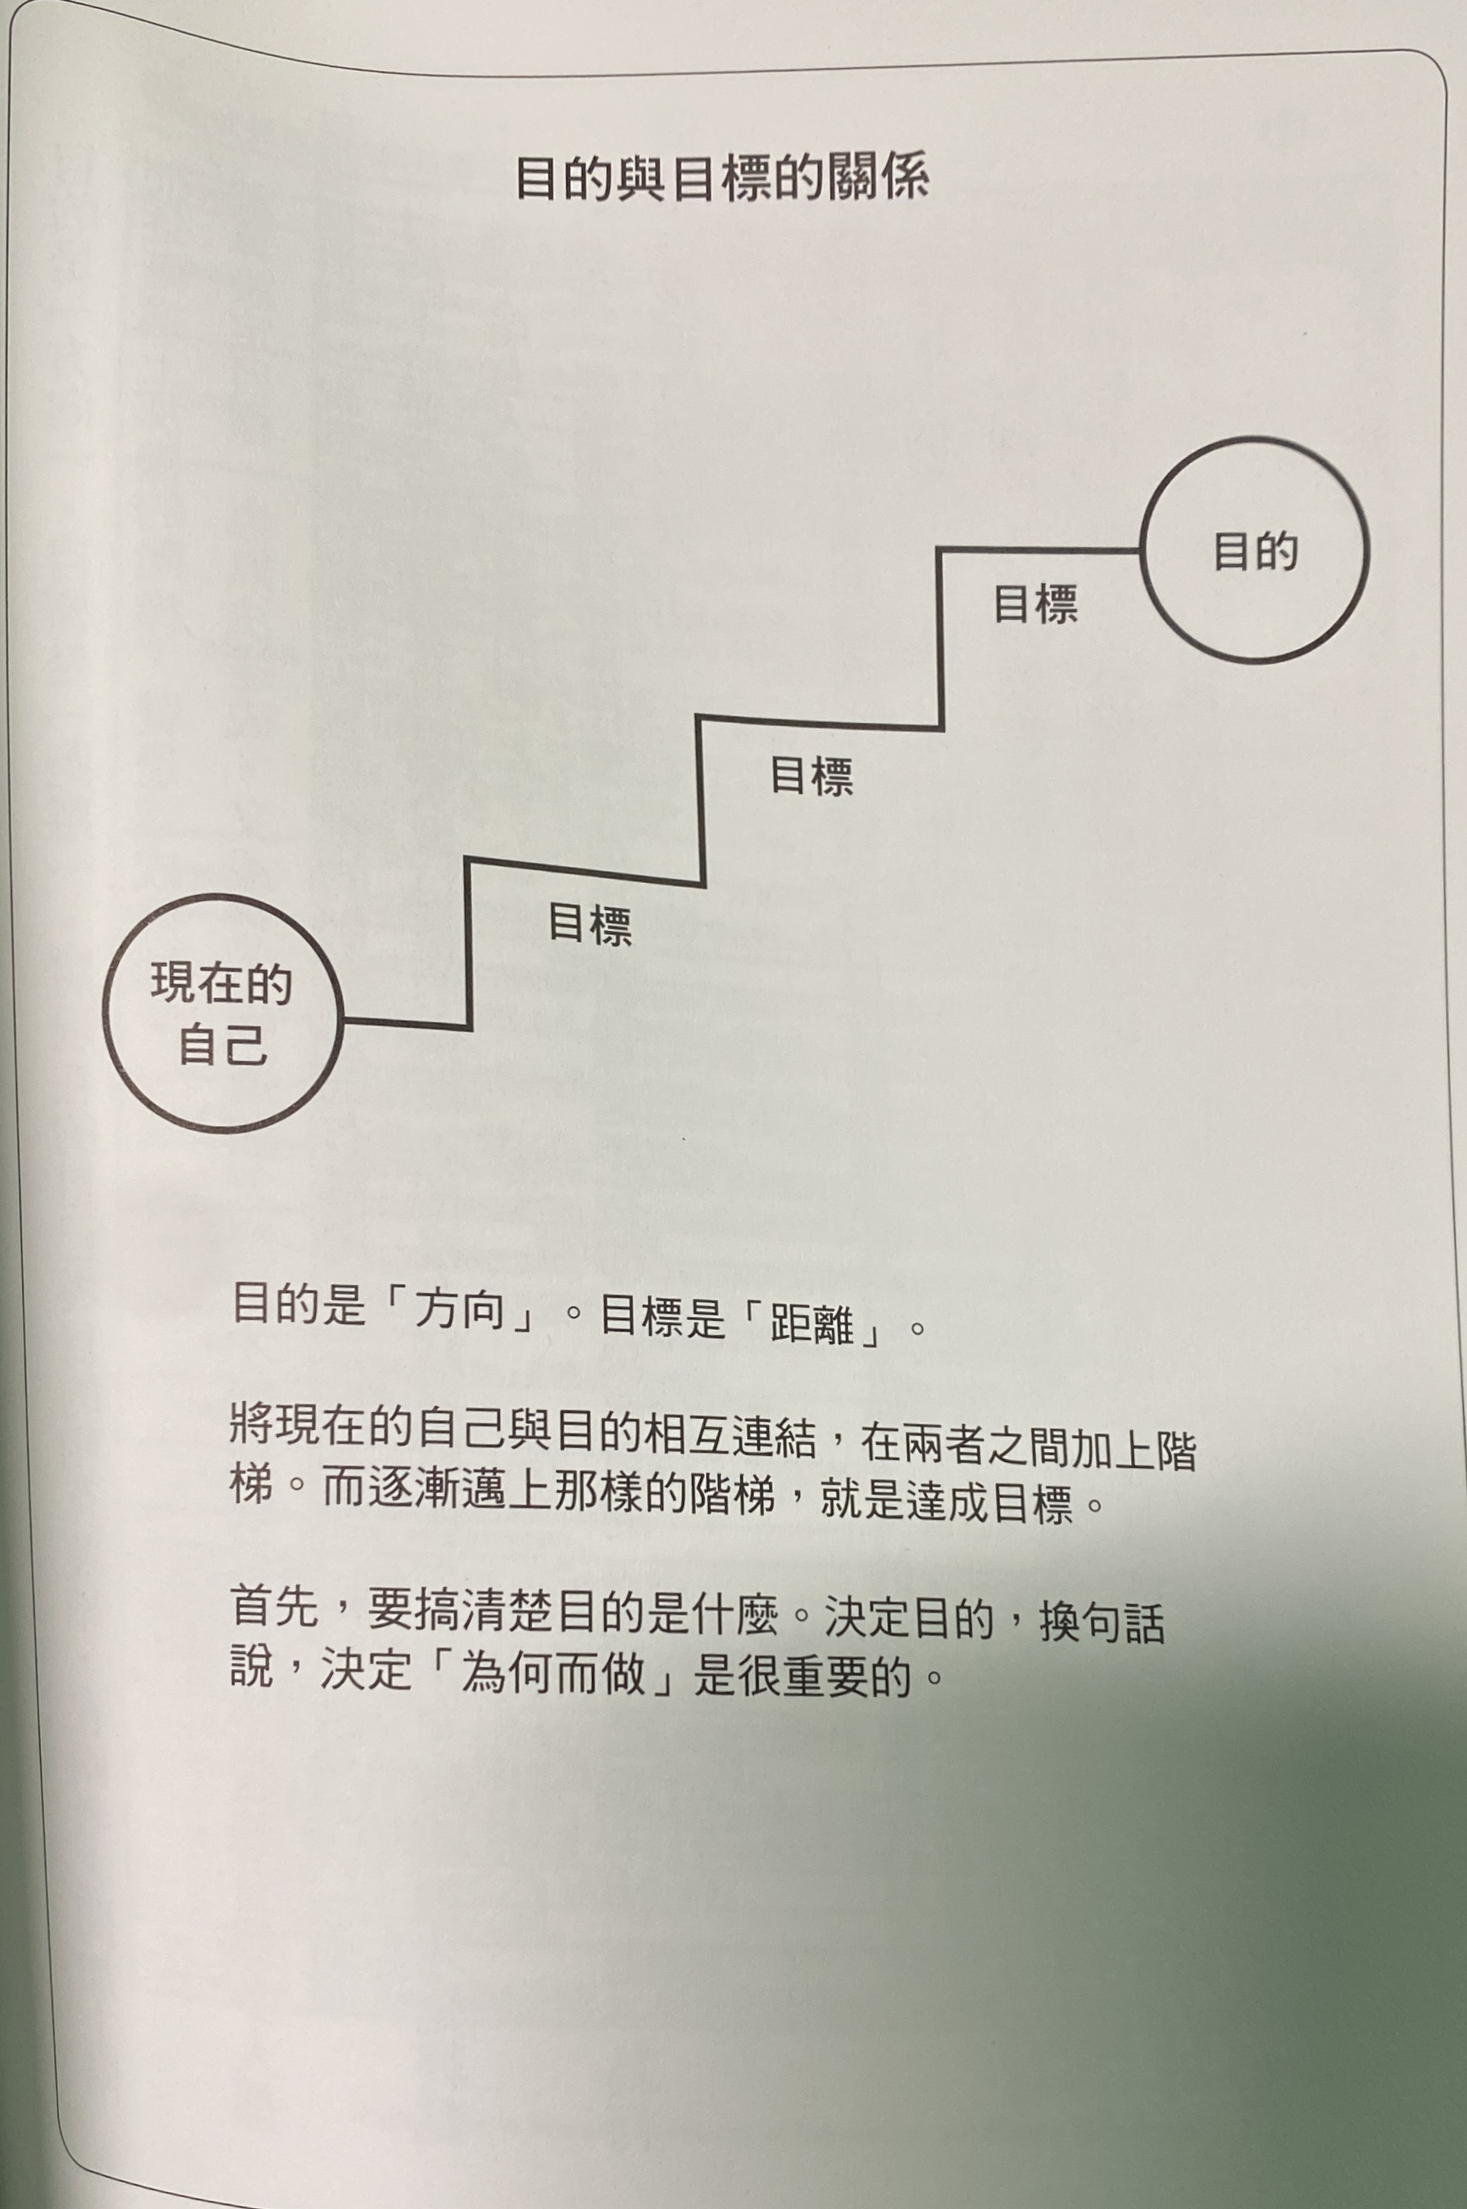 目的與目標的關係
目的
目標
目標
目標
現在的
自己
目的是「方向」。目標是「距離」。
將現在的自己與目的相互連結，在兩者之間加上階
梯。而逐漸邁上那樣的階梯，就是達成目標。
首先，要搞清楚目的是什麼。決定目的，換句話
說，決定「為何而做」是很重要的。